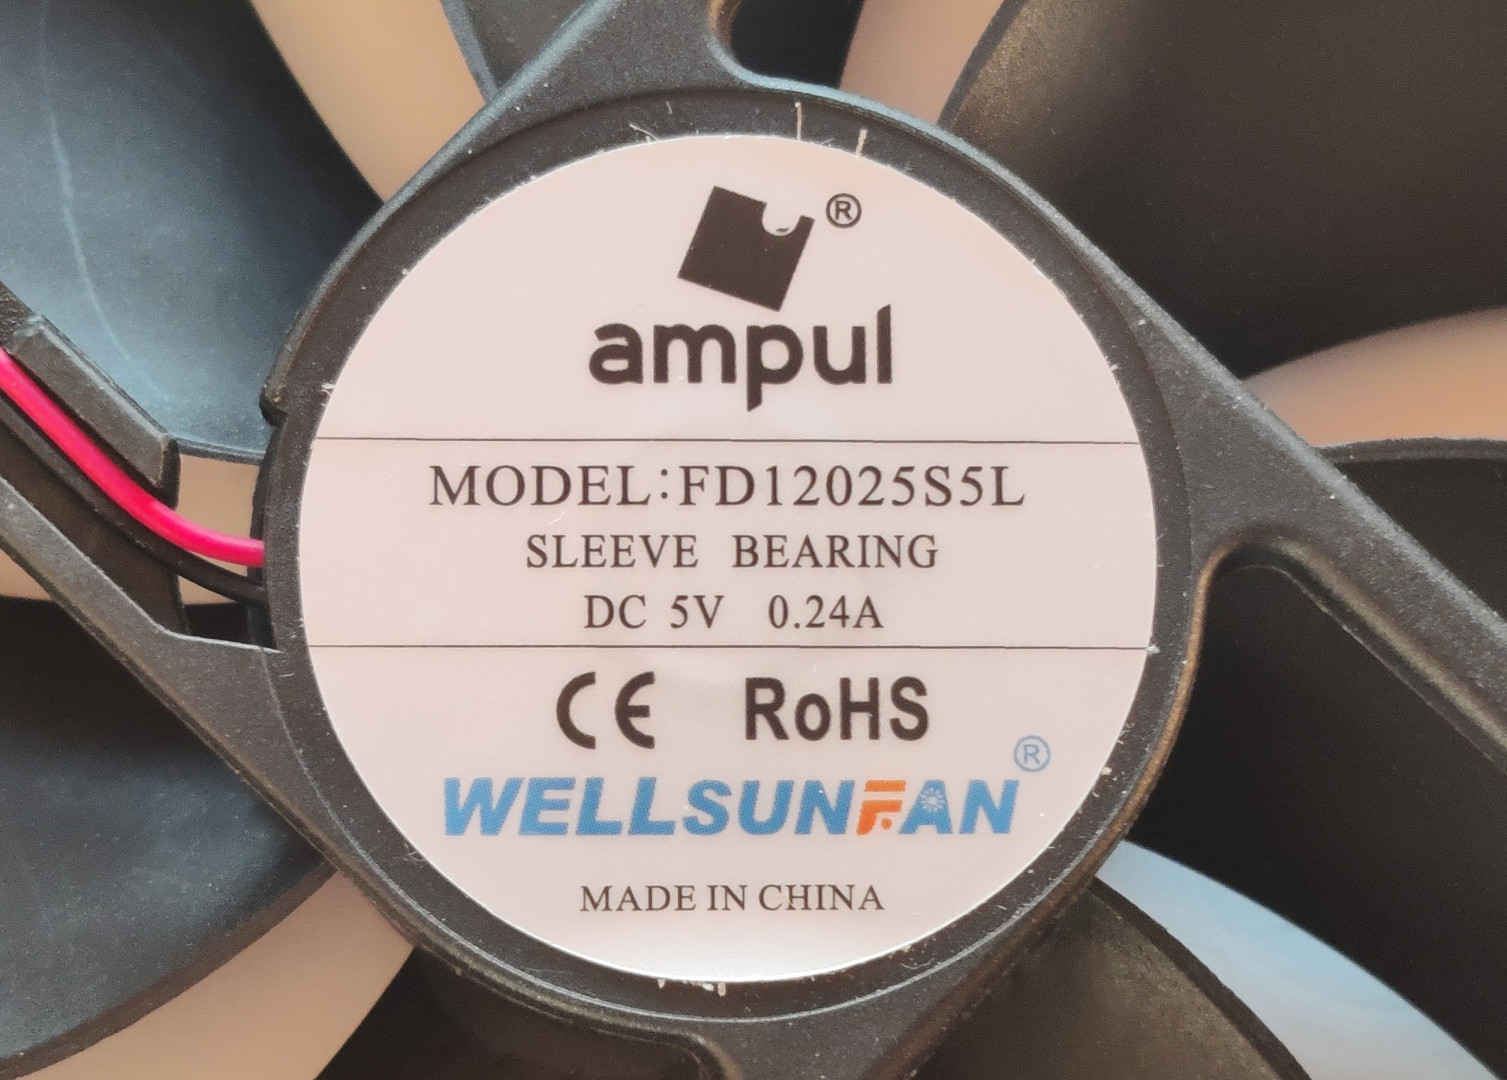 ®
ampul
MODEL:FD12025S5L
SLEEVE BEARING
DC 5V 0.24A
CE RoHS
WELLSUNFAN®
MADE IN CHINA